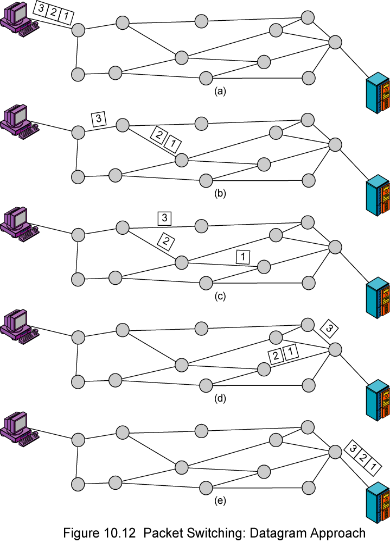 3 2 1
(a)
3
2 1
(b)
3
2
1
(c)
3
2 1
(d)
3 2 1
(e)
Figure 10.12 Packet Switching: Datagram Approach